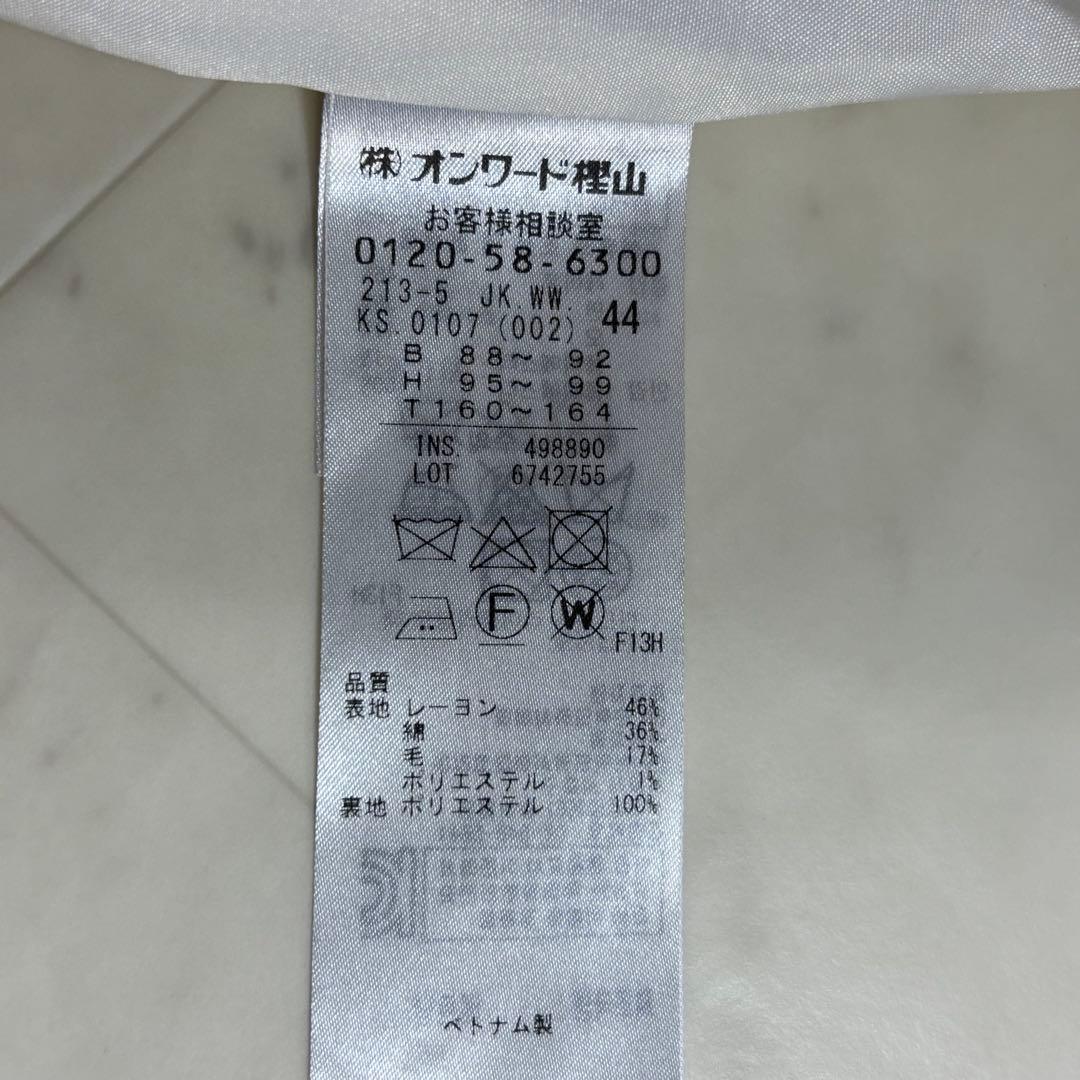 ㈱オンワード樫山
お客様相談室
0120-58-6300
213-5 JK.WW.
KS.0107 (002) 44
B 88～ 92
H 95～ 99
T160～164
INS. 498890
LOT 6742755
F W
F13H
品質
表地 レーヨン 46%
綿 36%
毛 17%
ポリエステル 1%
裏地 ポリエステル 100%
ベトナム製